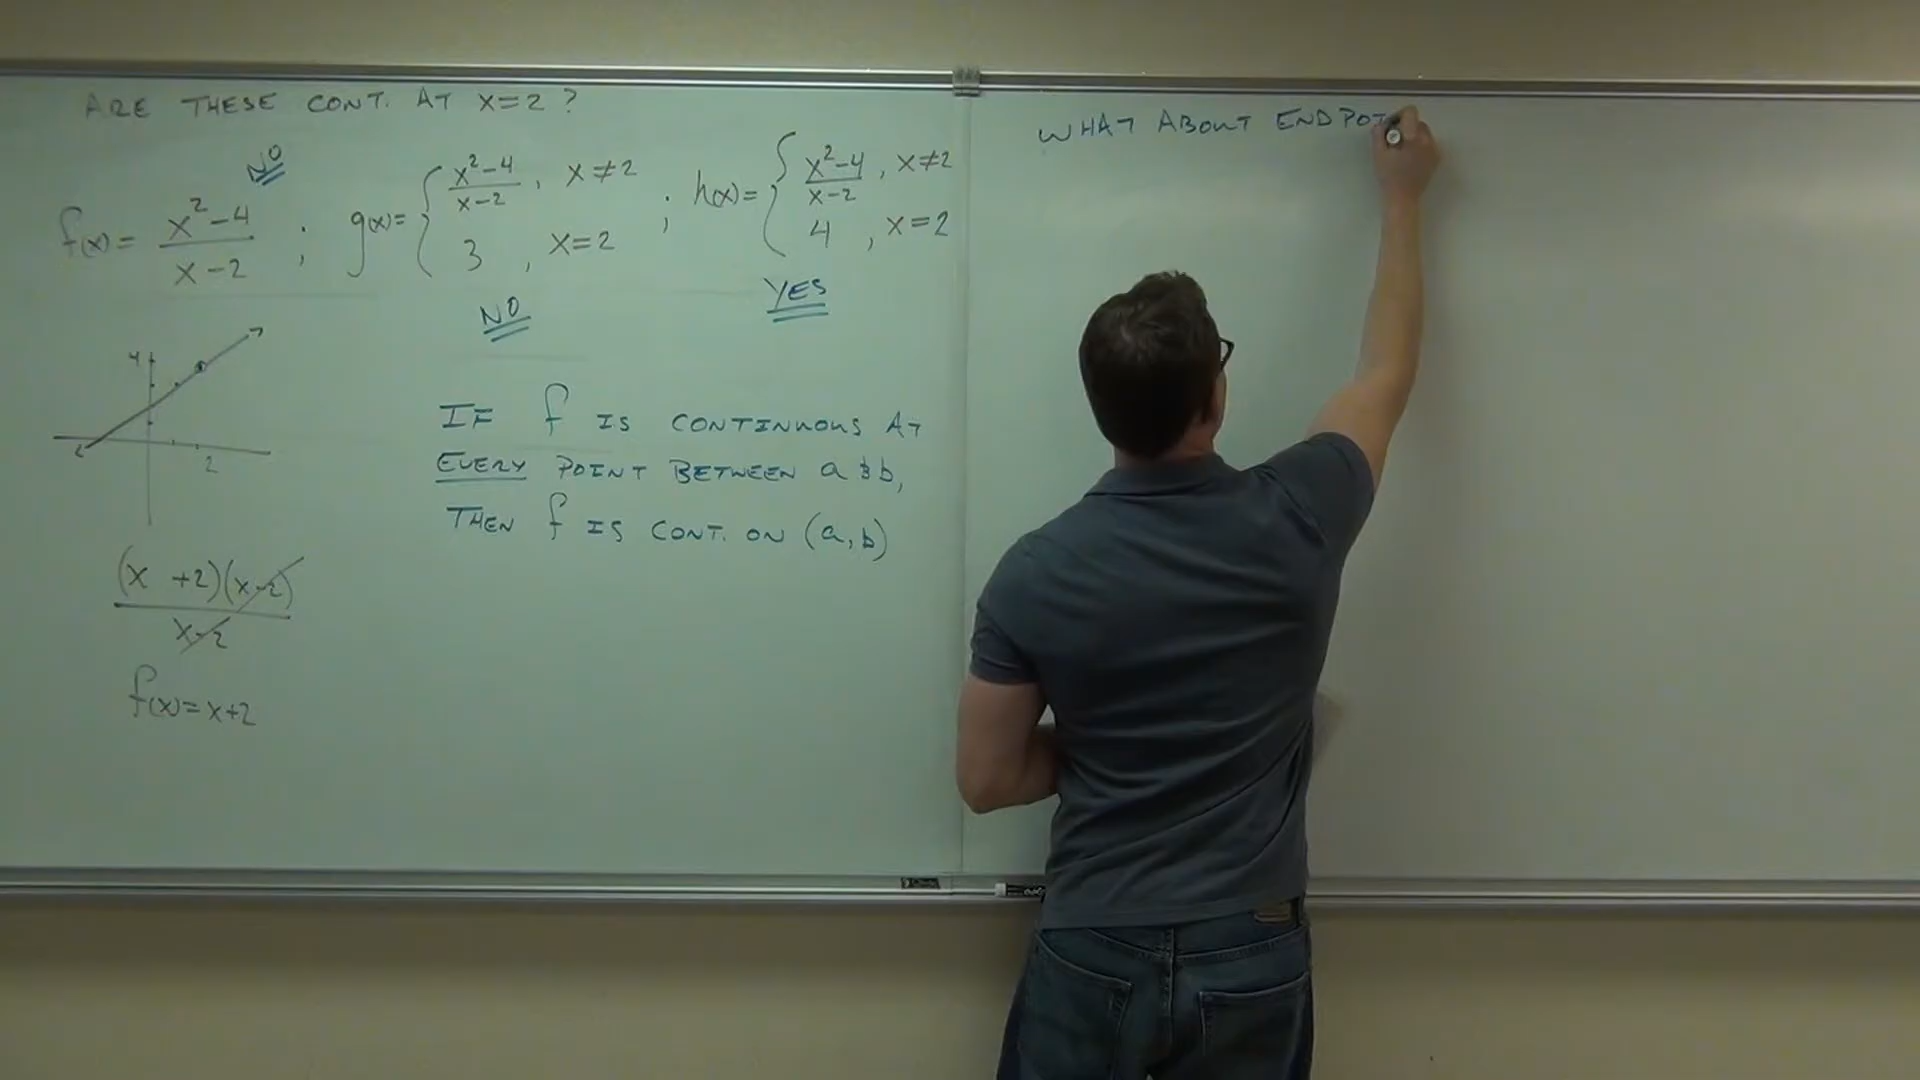 ARE THESE CONT. AT X=2?
NO
f(x) = x²-4 / x-2 ;
g(x) = { x²-4 / x-2 , x≠2
3 , x=2 ;
NO
h(x) = { x²-4 / x-2 , x≠2
4 , x=2
YES
4
2
(x +2)(x-2)
x-2
f(x)=x+2
IF f IS CONTINUOUS AT
EVERY POINT BETWEEN a & b,
THEN f IS CONT. ON (a,b)
WHAT ABOUT ENDPOI